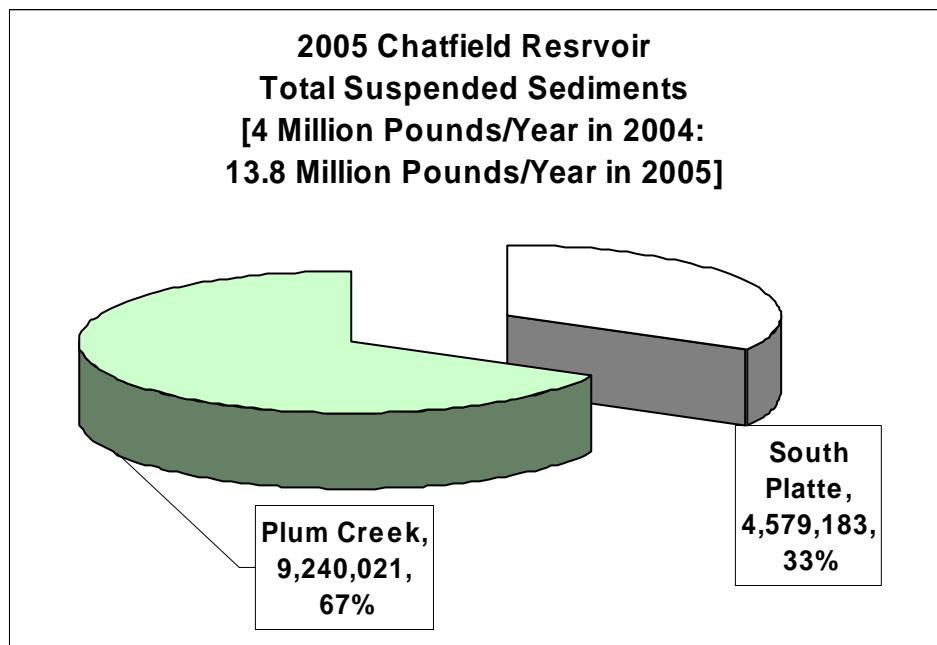 2005 Chatfield Resrvoir
Total Suspended Sediments
[4 Million Pounds/Year in 2004:
13.8 Million Pounds/Year in 2005]
South
Platte,
4,579,183,
33%
Plum Creek,
9,240,021,
67%